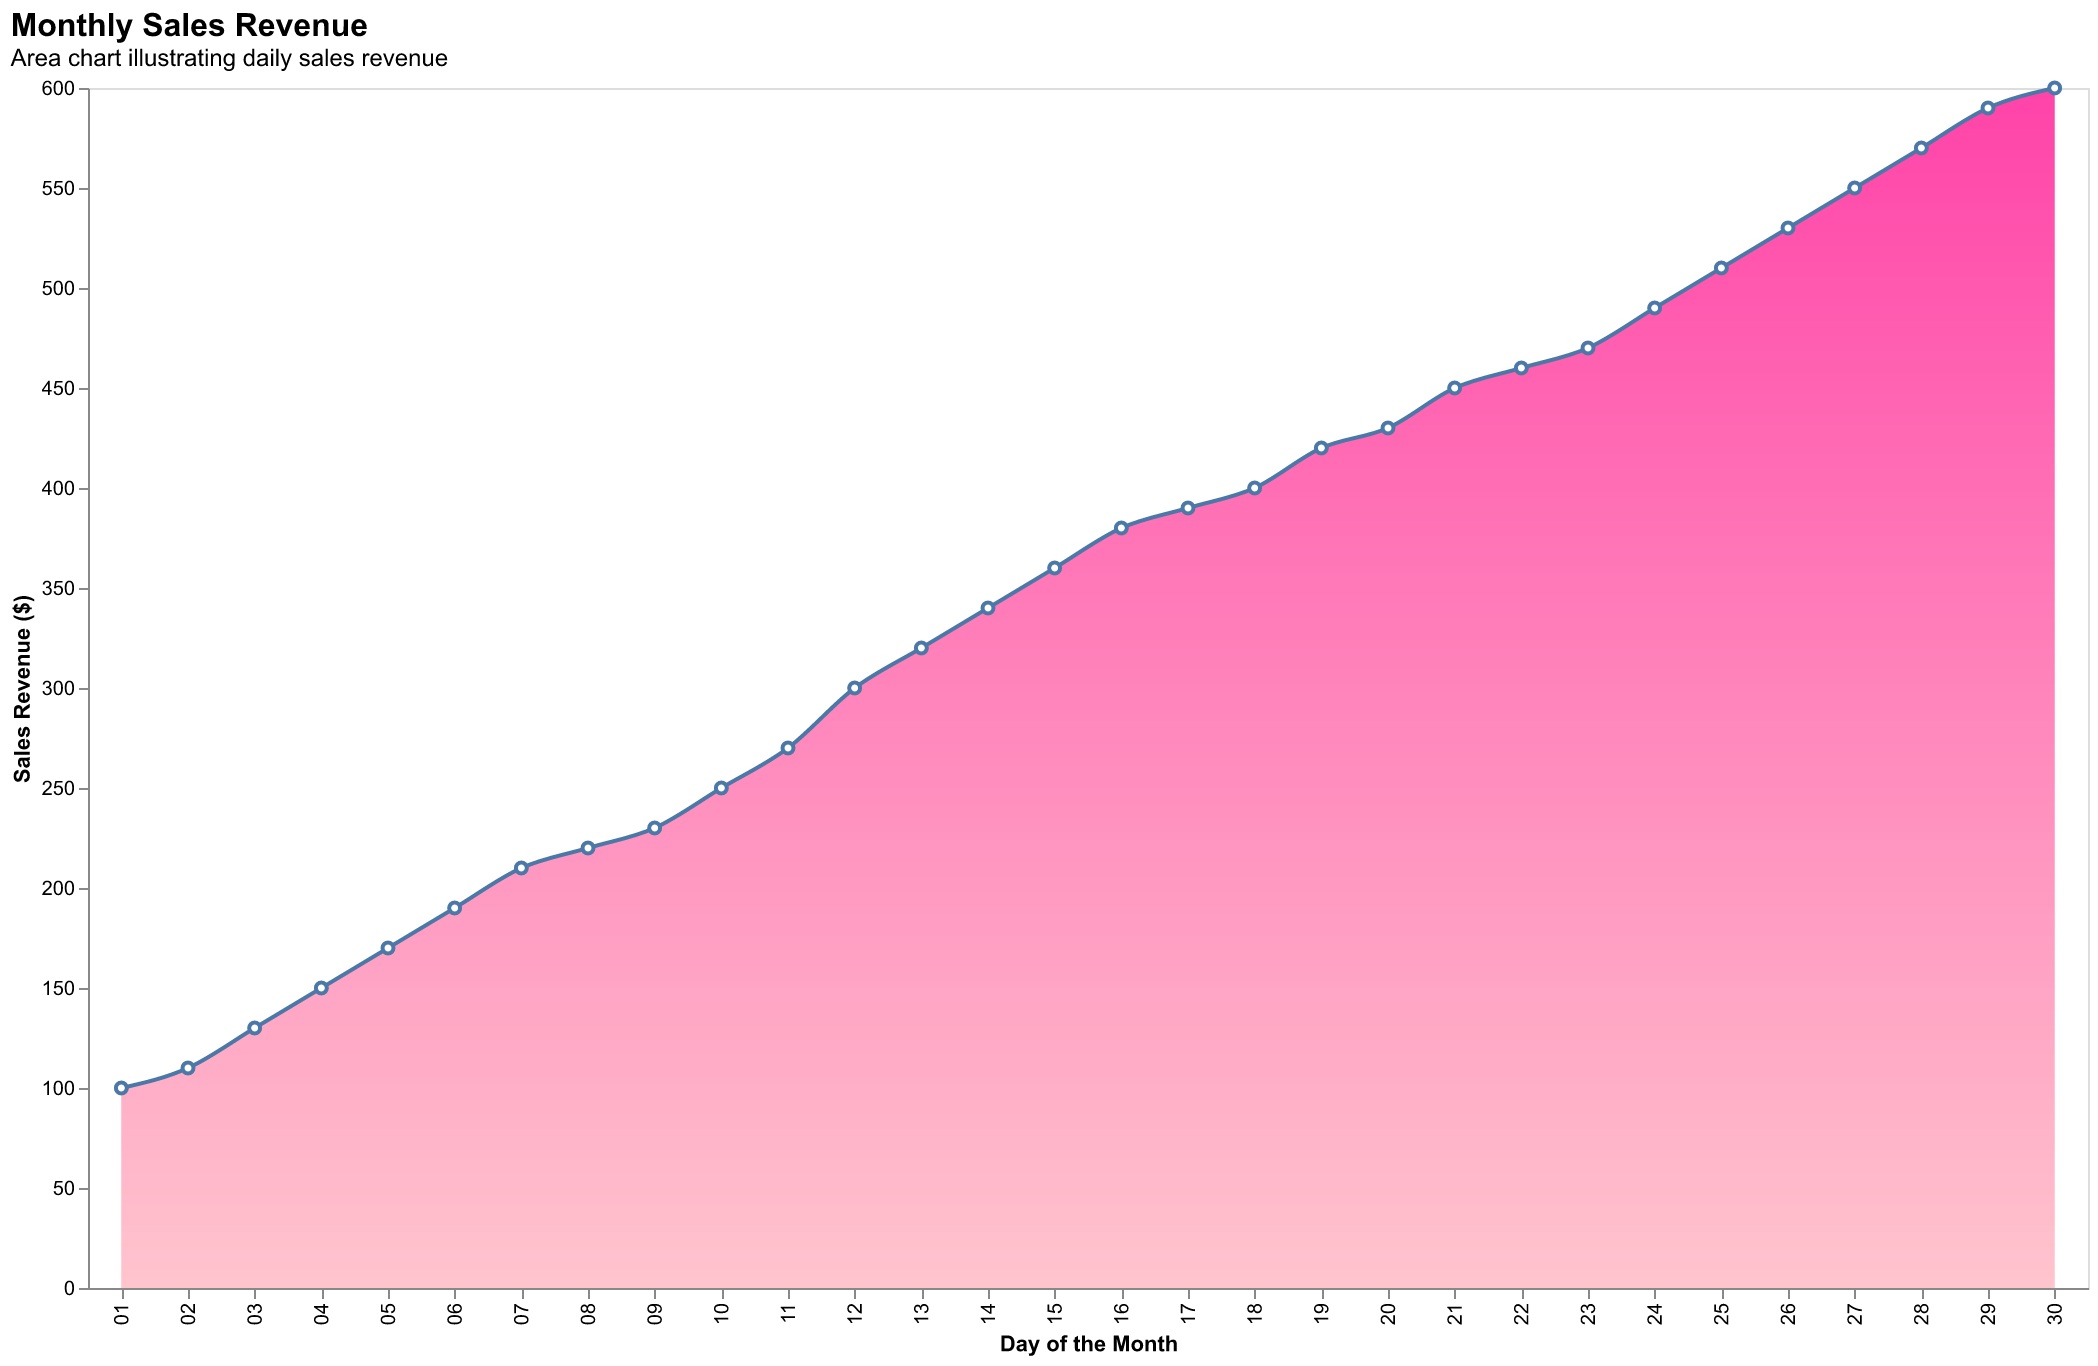 Monthly Sales Revenue
Area chart illustrating daily sales revenue
600
550
500
450
400
350
300
250
200
150
100
50
0
Sales Revenue ($)
01 02 03 04 05 06 07 08 09 10 11 12 13 14 15 16 17 18 19 20 21 22 23 24 25 26 27 28 29 30
Day of the Month